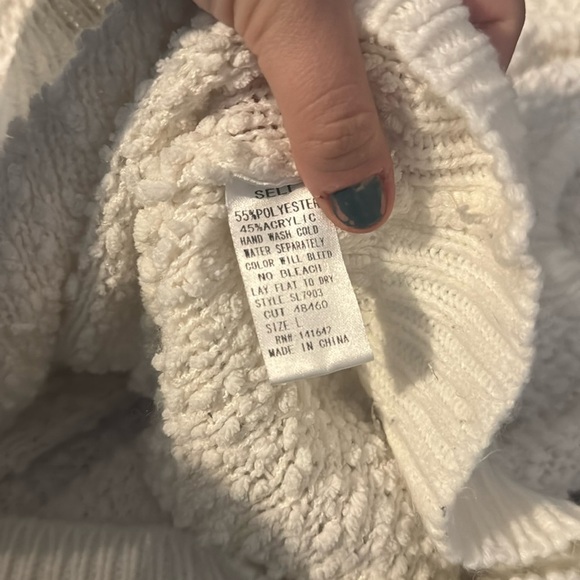 SELF
55%POLYESTER
45%ACRYLIC
HAND WASH COLD
WATER SEPARATELY
COLOR WILL BLEED
NO BLEACH
LAY FLAT TO DRY
STYLE SL7903
CUT 48460
SIZE L
RN# 141647
MADE IN CHINA